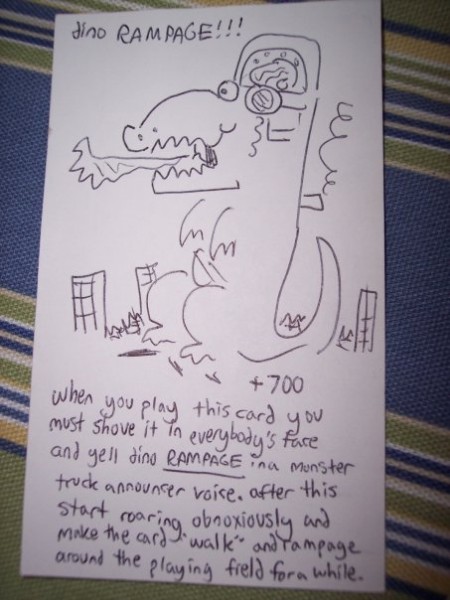 dino RAMPAGE!!!
+700
when you play this card you
must shove it in everybody's face
and yell dino RAMPAGE in a monster
truck announser voice. after this
start roaring obnoxiously and
make the card "walk" and rampage
around the playing field for a while.